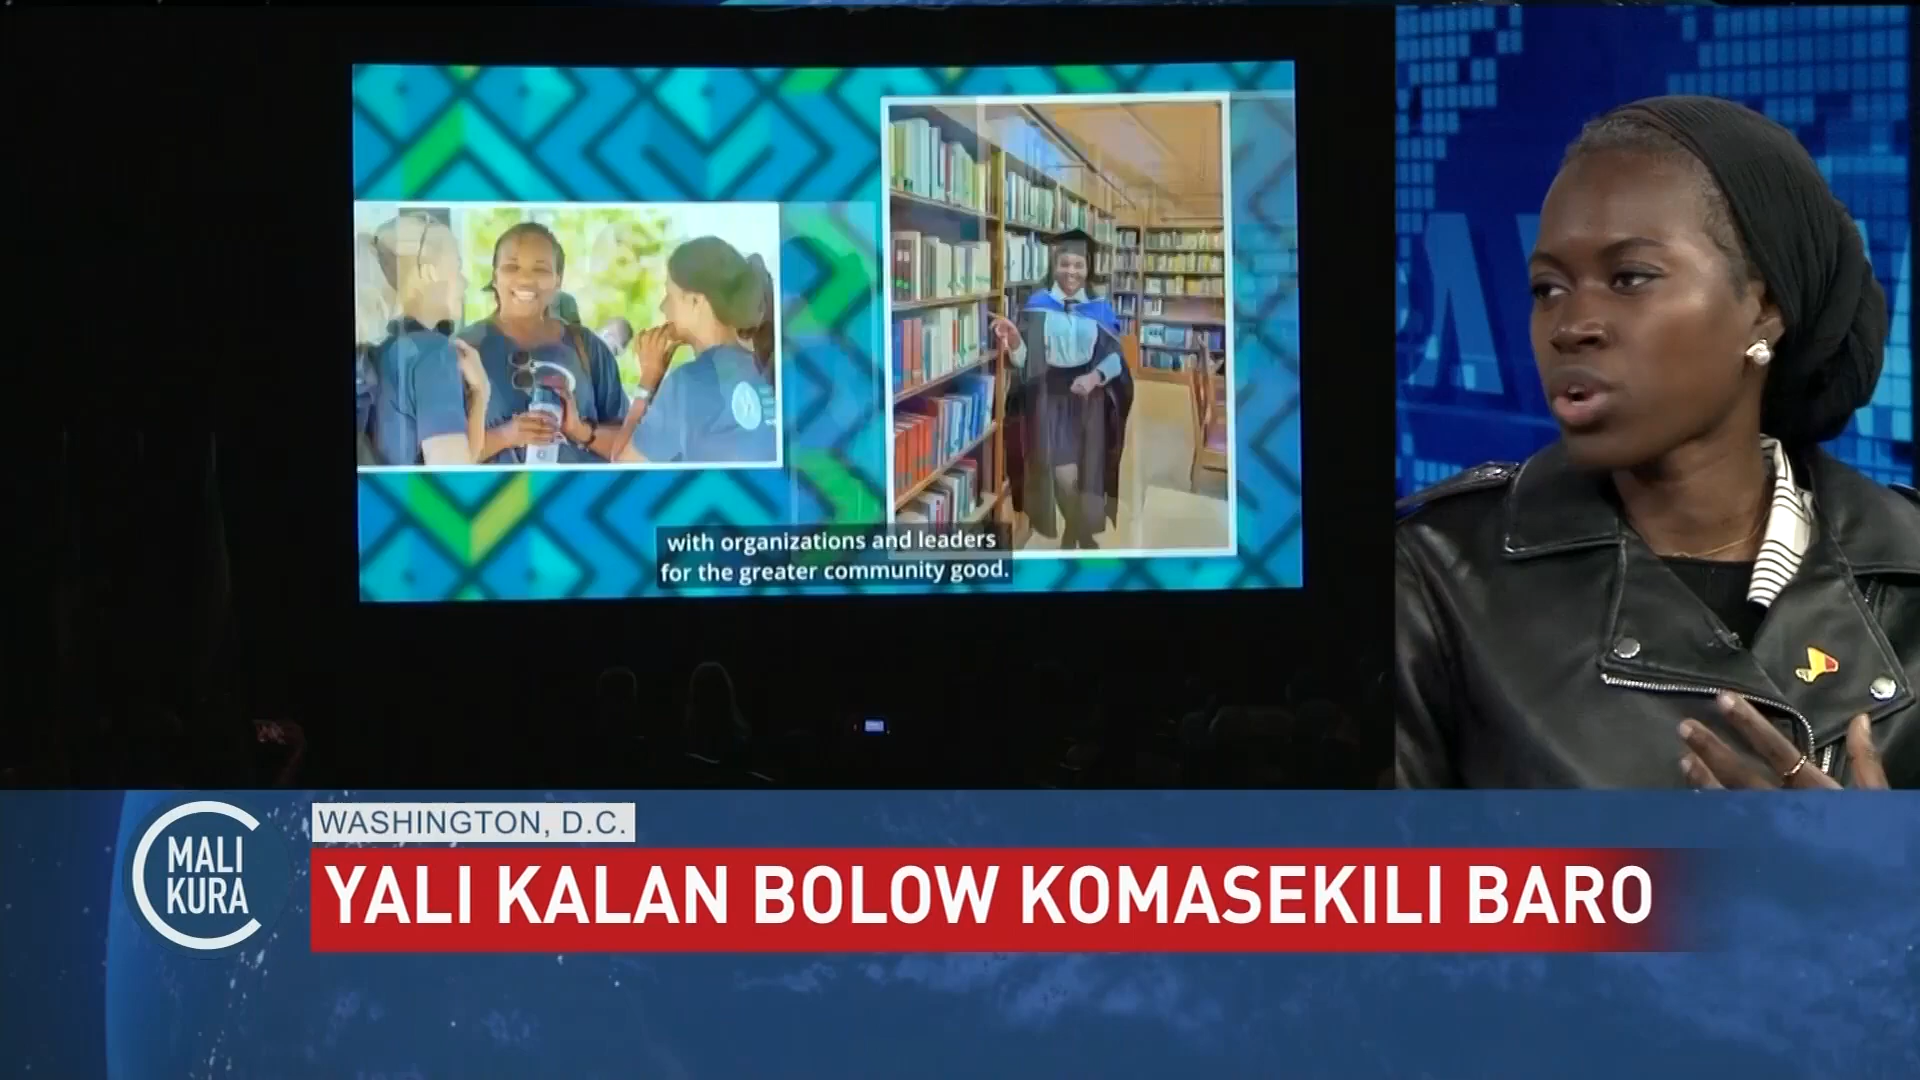 with organizations and leaders
for the greater community good.
WASHINGTON, D.C.
MALI
KURA
YALI KALAN BOLOW KOMASEKILI BARO